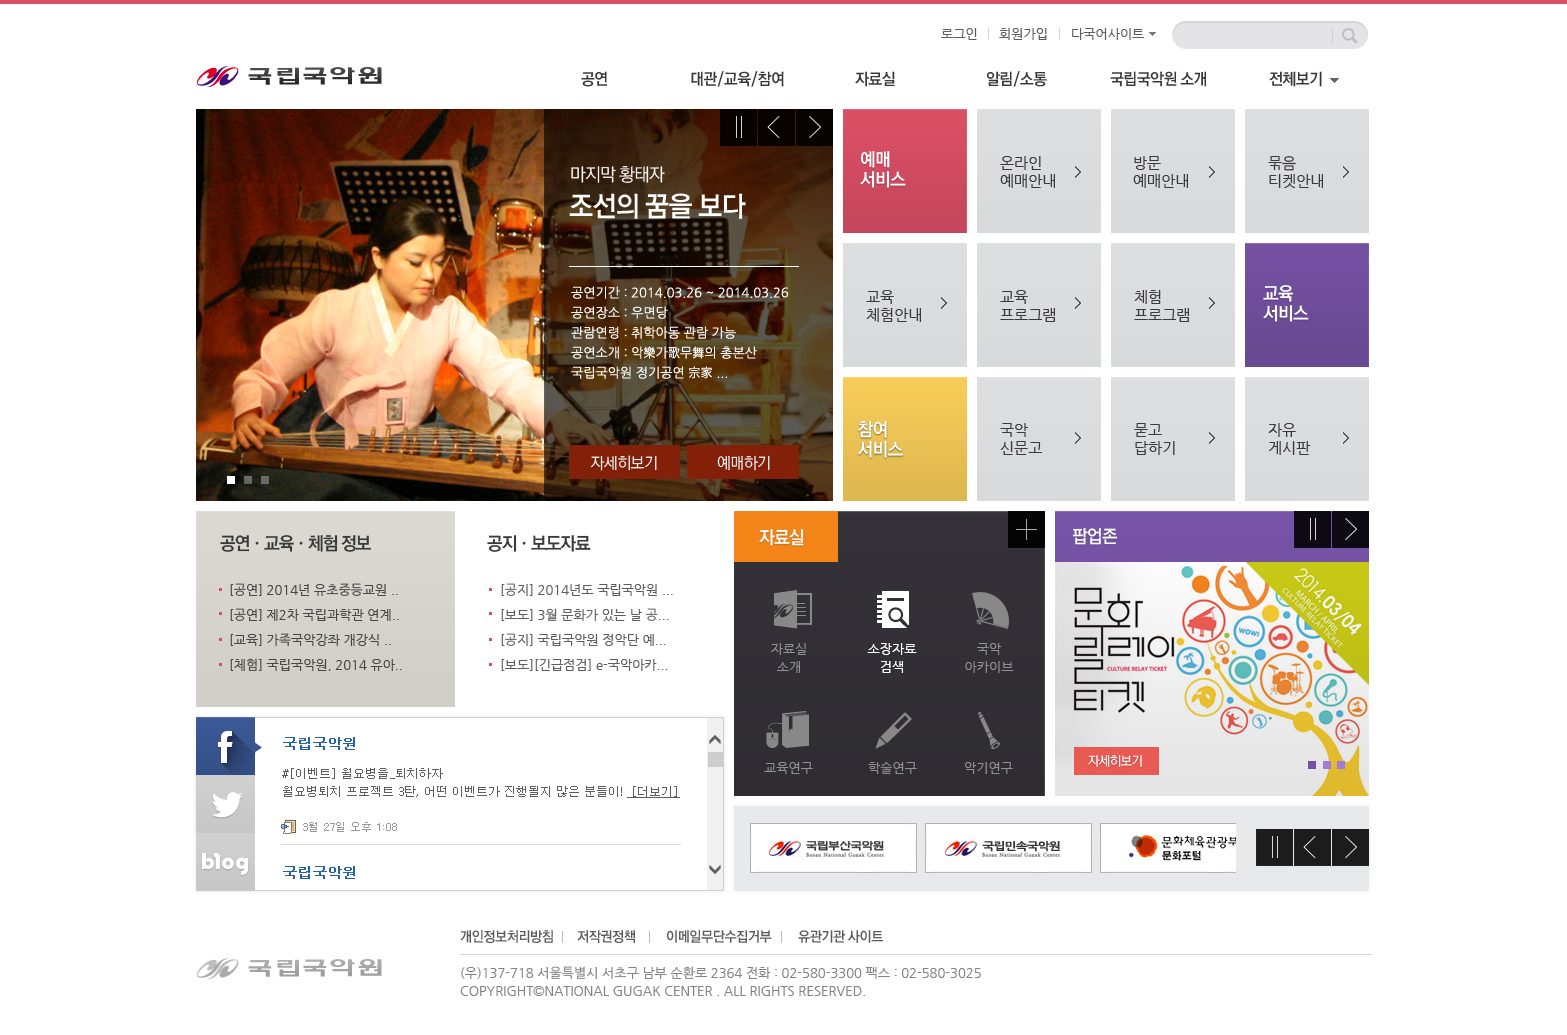 로그인
회원가입
다국어사이트
국립국악원
공연
대관/교육/참여
자료실
알림/소통
국립국악원 소개
전체보기
마지막 황태자
조선의 꿈을 보다
공연기간 : 2014.03.26 ~ 2014.03.26
공연장소 : 우면당
관람연령 : 취학아동 관람 가능
공연소개 : 악樂가歌무舞의 총본산
국립국악원 정기공연 宗家 ...
자세히보기
예매하기
예매
서비스
온라인
예매안내
방문
예매안내
묶음
티켓안내
교육
체험안내
교육
프로그램
체험
프로그램
교육
서비스
참여
서비스
국악
신문고
묻고
답하기
자유
게시판
공연 · 교육 · 체험 정보
[공연] 2014년 유초중등교원 ..
[공연] 제2차 국립과학관 연계..
[교육] 가족국악강좌 개강식 ..
[체험] 국립국악원, 2014 유아..
공지 · 보도자료
[공지] 2014년도 국립국악원 ...
[보도] 3월 문화가 있는 날 공...
[공지] 국립국악원 정악단 예...
[보도][긴급점검] e-국악아카...
자료실
자료실
소개
소장자료
검색
국악
아카이브
교육연구
학술연구
악기연구
팝업존
문화
릴레이
CULTURE RELAY TICKET
티켓
2014.03/04
MARCH / APRIL
CULTURE RELAY TICKET
WOW!
자세히보기
f
blog
국립국악원
#[이벤트] 월요병을_퇴치하자
월요병퇴치 프로젝트 3탄, 어떤 이벤트가 진행될지 많은 분들이! [더보기]
3월 27일 오후 1:08
국립국악원
국립부산국악원
Busan National Gugak Center
국립민속국악원
Busan National Gugak Center
문화체육관광부
문화포털
개인정보처리방침
저작권정책
이메일무단수집거부
유관기관 사이트
국립국악원
(우)137-718 서울특별시 서초구 남부 순환로 2364 전화 : 02-580-3300 팩스 : 02-580-3025
COPYRIGHT©NATIONAL GUGAK CENTER . ALL RIGHTS RESERVED.